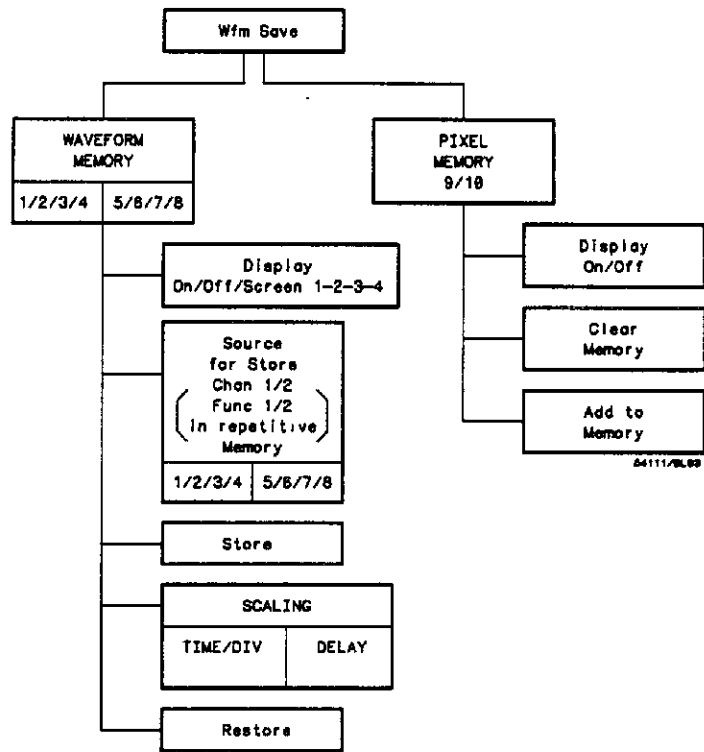 Wfm Save
WAVEFORM
MEMORY
1/2/3/4 5/6/7/8
PIXEL
MEMORY
9/10
Display
On/Off/Screen 1-2-3-4
Source
for Store
Chan 1/2
Func 1/2
in repetitive
Memory
1/2/3/4 5/6/7/8
Store
SCALING
TIME/DIV DELAY
Restore
Display
On/Off
Clear
Memory
Add to
Memory